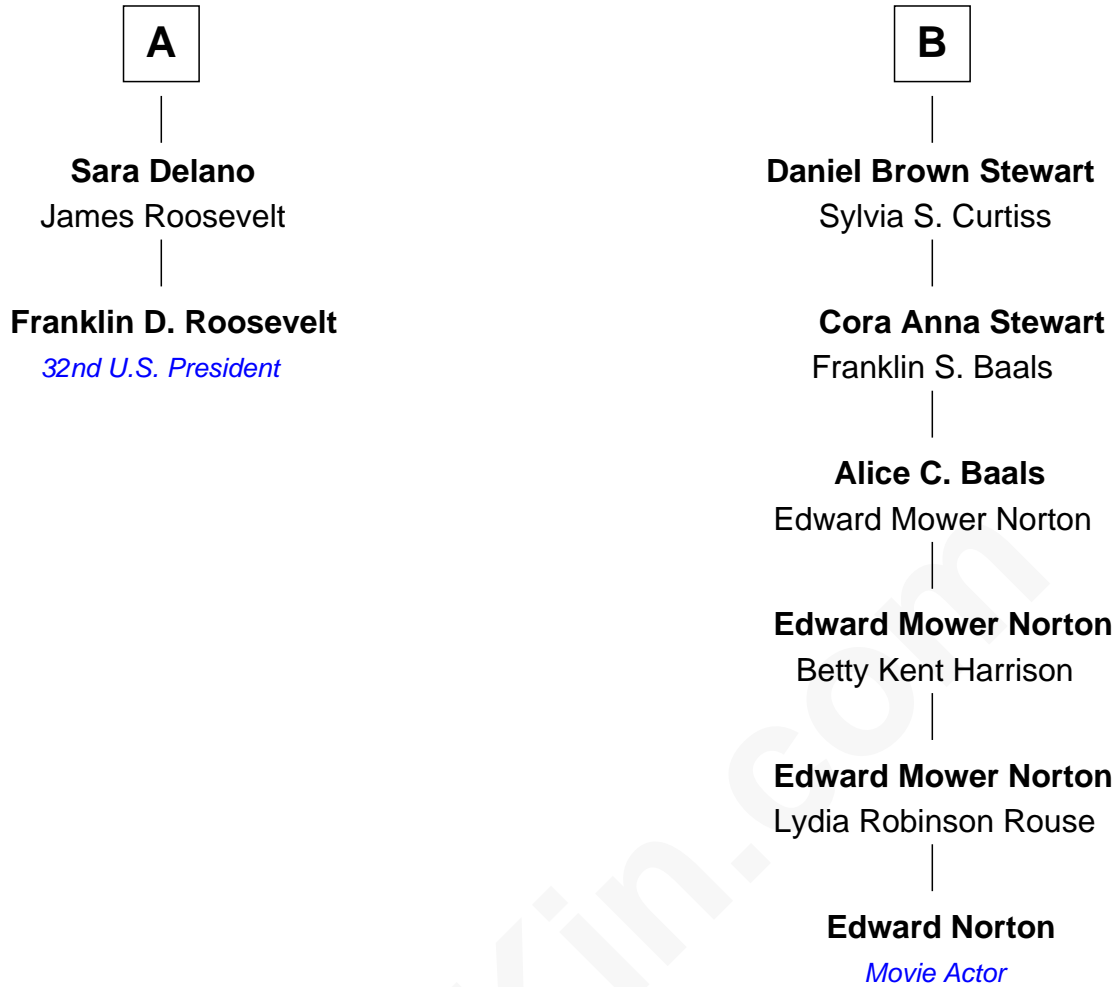 A
Sara Delano
James Roosevelt
Franklin D. Roosevelt
32nd U.S. President
B
Daniel Brown Stewart
Sylvia S. Curtiss
Cora Anna Stewart
Franklin S. Baals
Alice C. Baals
Edward Mower Norton
Edward Mower Norton
Betty Kent Harrison
Edward Mower Norton
Lydia Robinson Rouse
Edward Norton
Movie Actor